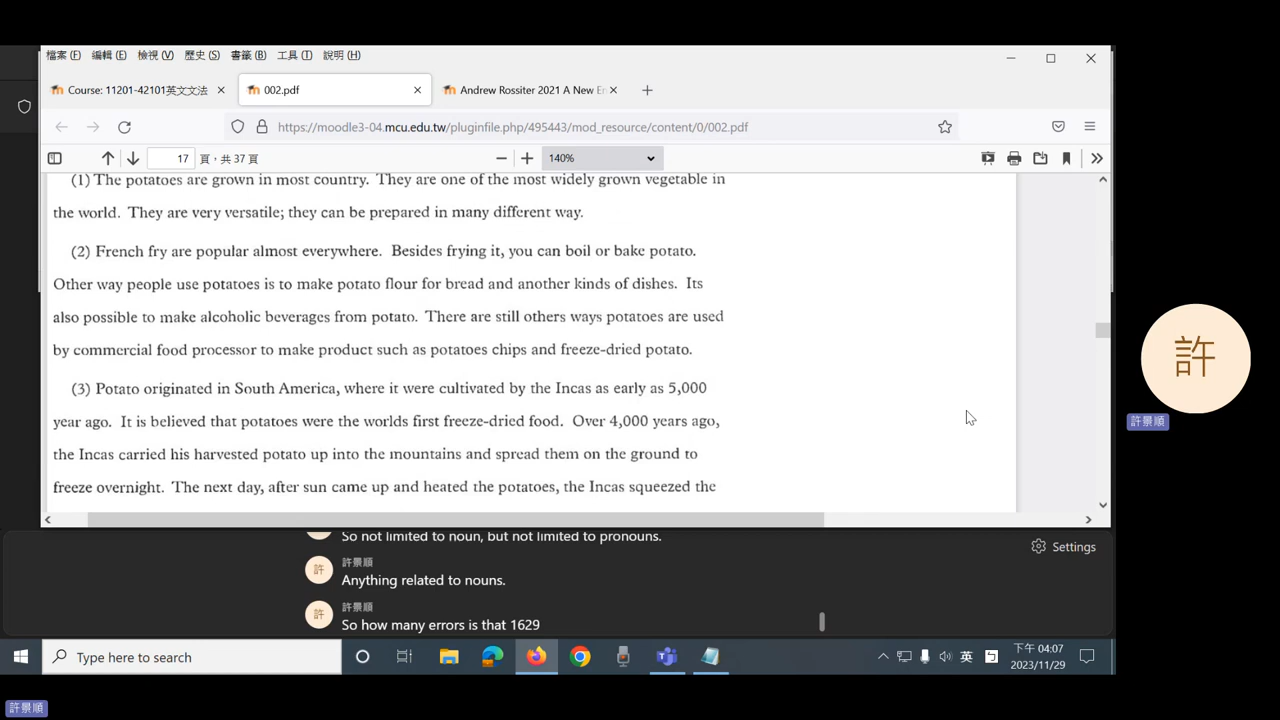 檔案 (F) 編輯 (E) 檢視 (V) 歷史 (S) 書籤 (B) 工具 (T) 說明 (H)
Course: 11201-42101英文文法
002.pdf
Andrew Rossiter 2021 A New En
https://moodle3-04.mcu.edu.tw/pluginfile.php/495443/mod_resource/content/0/002.pdf
17 頁，共 37 頁
140%
(1) The potatoes are grown in most country. They are one of the most widely grown vegetable in
the world. They are very versatile; they can be prepared in many different way.
(2) French fry are popular almost everywhere. Besides frying it, you can boil or bake potato.
Other way people use potatoes is to make potato flour for bread and another kinds of dishes. Its
also possible to make alcoholic beverages from potato. There are still others ways potatoes are used
by commercial food processor to make product such as potatoes chips and freeze-dried potato.
(3) Potato originated in South America, where it were cultivated by the Incas as early as 5,000
year ago. It is believed that potatoes were the worlds first freeze-dried food. Over 4,000 years ago,
the Incas carried his harvested potato up into the mountains and spread them on the ground to
freeze overnight. The next day, after sun came up and heated the potatoes, the Incas squeezed the
許
許景順
So not limited to noun, but not limited to pronouns.
許
許景順
Anything related to nouns.
許
許景順
So how many errors is that 1629
Settings
Type here to search
英
下午 04:07
2023/11/29
許景順